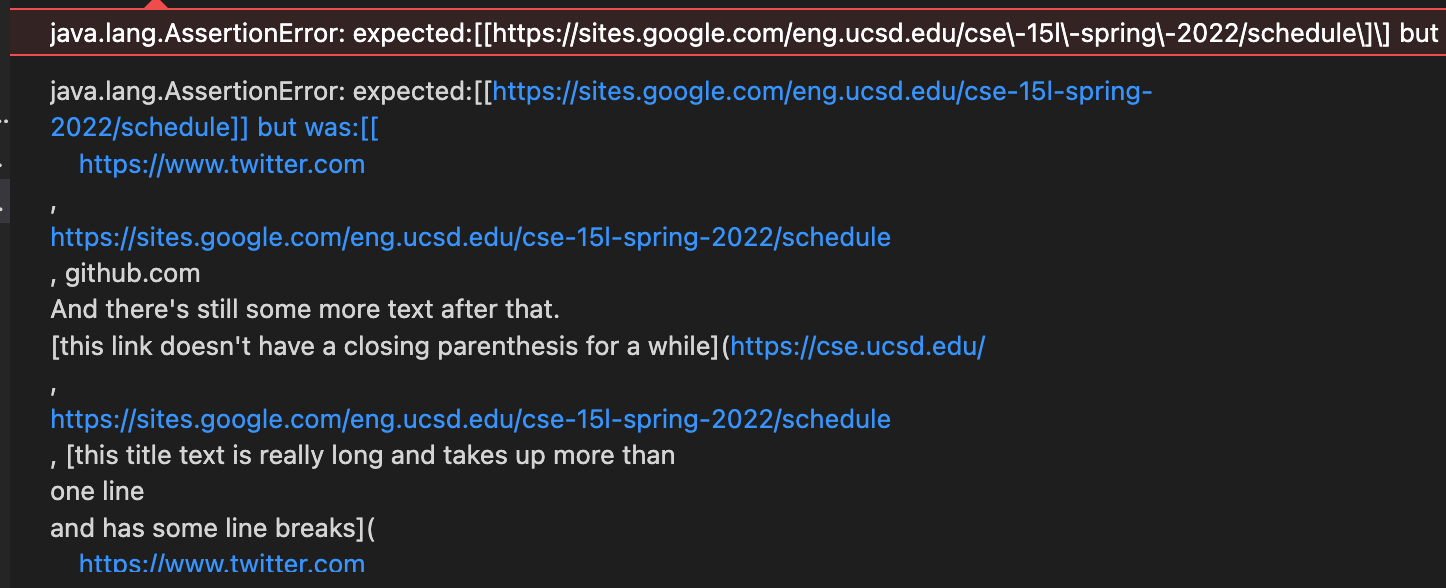 java.lang.AssertionError: expected:[[https://sites.google.com/eng.ucsd.edu/cse\-15l\-spring\-2022/schedule\]\] but
java.lang.AssertionError: expected:[[https://sites.google.com/eng.ucsd.edu/cse-15l-spring-
2022/schedule]] but was:[[
https://www.twitter.com
,
https://sites.google.com/eng.ucsd.edu/cse-15l-spring-2022/schedule
, github.com
And there's still some more text after that.
[this link doesn't have a closing parenthesis for a while](https://cse.ucsd.edu/
,
https://sites.google.com/eng.ucsd.edu/cse-15l-spring-2022/schedule
, [this title text is really long and takes up more than
one line
and has some line breaks](
https://www.twitter.com